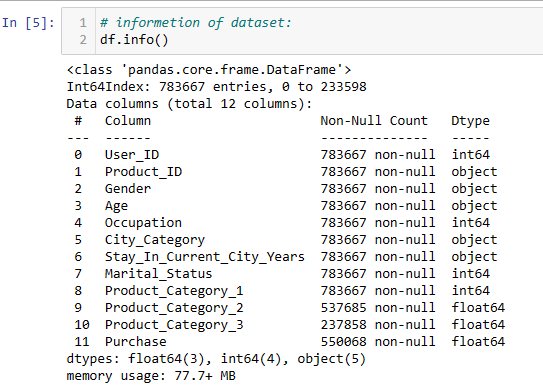 In [5]:
1 # informetion of dataset:
2 df.info()
<class 'pandas.core.frame.DataFrame'>
Int64Index: 783667 entries, 0 to 233598
Data columns (total 12 columns):
 #   Column                      Non-Null Count   Dtype
---  ------                      --------------   -----
 0   User_ID                     783667 non-null  int64
 1   Product_ID                  783667 non-null  object
 2   Gender                      783667 non-null  object
 3   Age                         783667 non-null  object
 4   Occupation                  783667 non-null  int64
 5   City_Category               783667 non-null  object
 6   Stay_In_Current_City_Years  783667 non-null  object
 7   Marital_Status              783667 non-null  int64
 8   Product_Category_1          783667 non-null  int64
 9   Product_Category_2          537685 non-null  float64
 10  Product_Category_3          237858 non-null  float64
 11  Purchase                    550068 non-null  float64
dtypes: float64(3), int64(4), object(5)
memory usage: 77.7+ MB